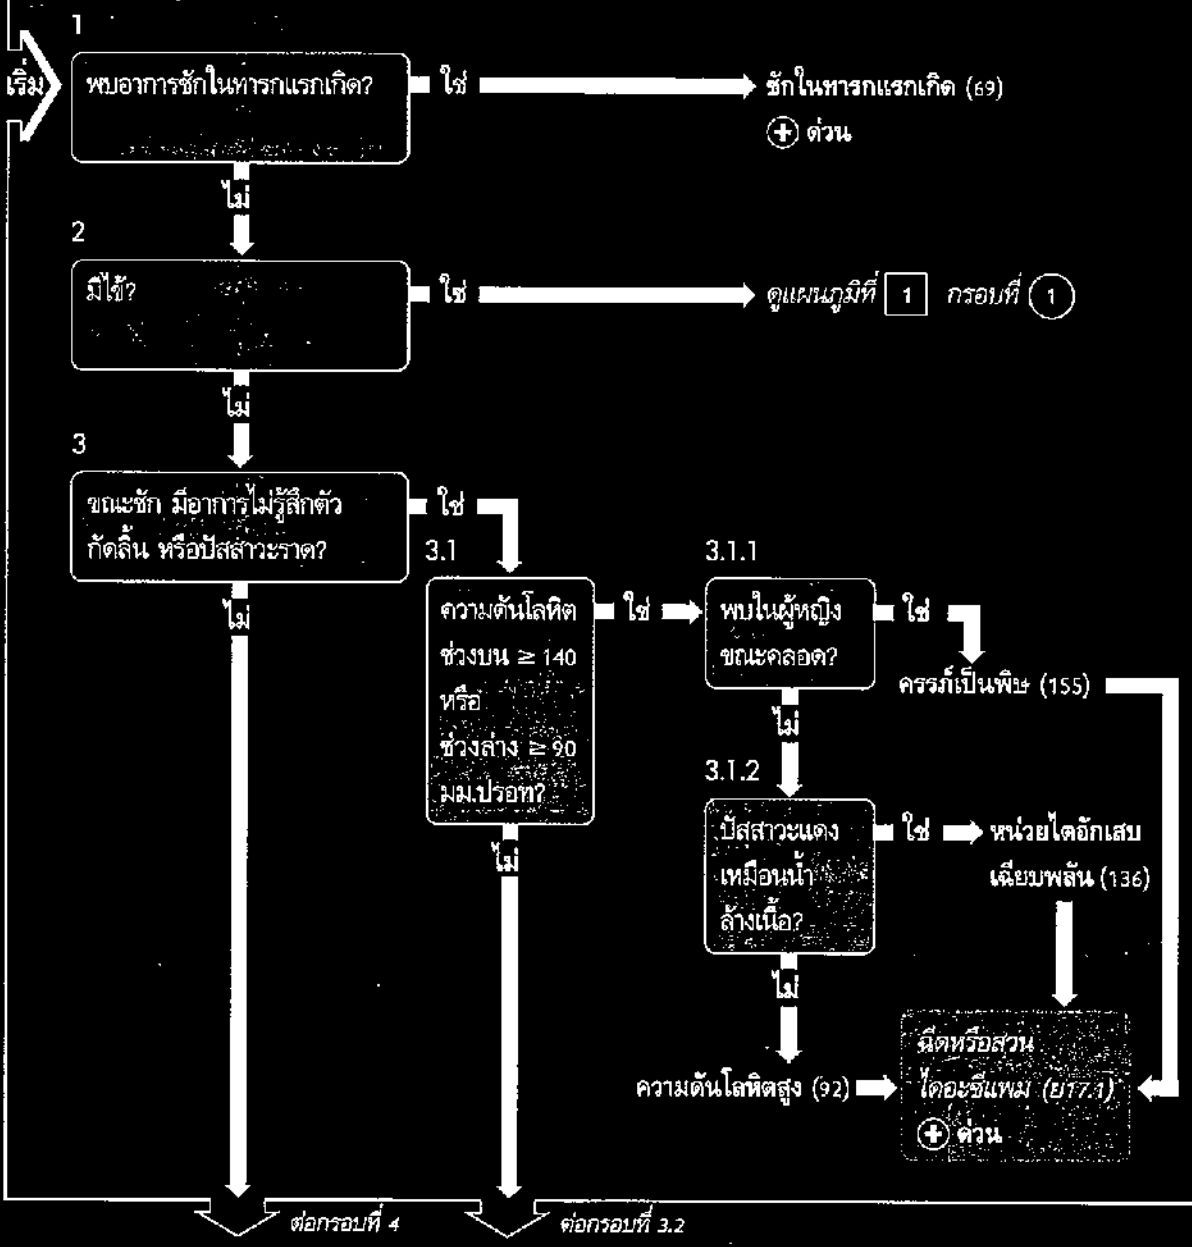 1
เริ่ม
พบอาการชักในทารกแรกเกิด?
ใช่
ชักในทารกแรกเกิด (69)
+ ด่วน
ไม่
2
มีไข้?
ใช่
ดูแผนภูมิที่ 1 กรอบที่ 1
ไม่
3
ขณะชัก มีอาการไม่รู้สึกตัว
กัดลิ้น หรือปัสสาวะราด?
ใช่
ไม่
3.1
ความดันโลหิต
ช่วงบน ≥ 140
หรือ
ช่วงล่าง ≥ 90
มม.ปรอท?
ใช่
ไม่
3.1.1
พบในผู้หญิง
ขณะคลอด?
ใช่
ครรภ์เป็นพิษ (155)
ไม่
3.1.2
ปัสสาวะแดง
เหมือนน้ำ
ล้างเนื้อ?
ใช่
หน่วยไตอักเสบ
เฉียบพลัน (136)
ไม่
ความดันโลหิตสูง (92)
ฉีดหรือสวน
ไดอะซีแพม (ย17.1)
+ ด่วน
ต่อกรอบที่ 4
ต่อกรอบที่ 3.2